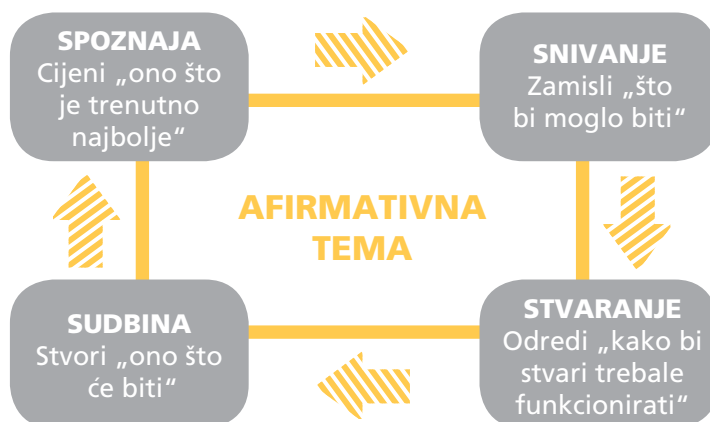 SPOZNAJA
Cijeni „ono što
je trenutno
najbolje“
SNIVANJE
Zamisli „što
bi moglo biti“
AFIRMATIVNA
TEMA
SUDBINA
Stvori „ono što
će biti“
STVARANJE
Odredi „kako bi
stvari trebale
funkcionirati“